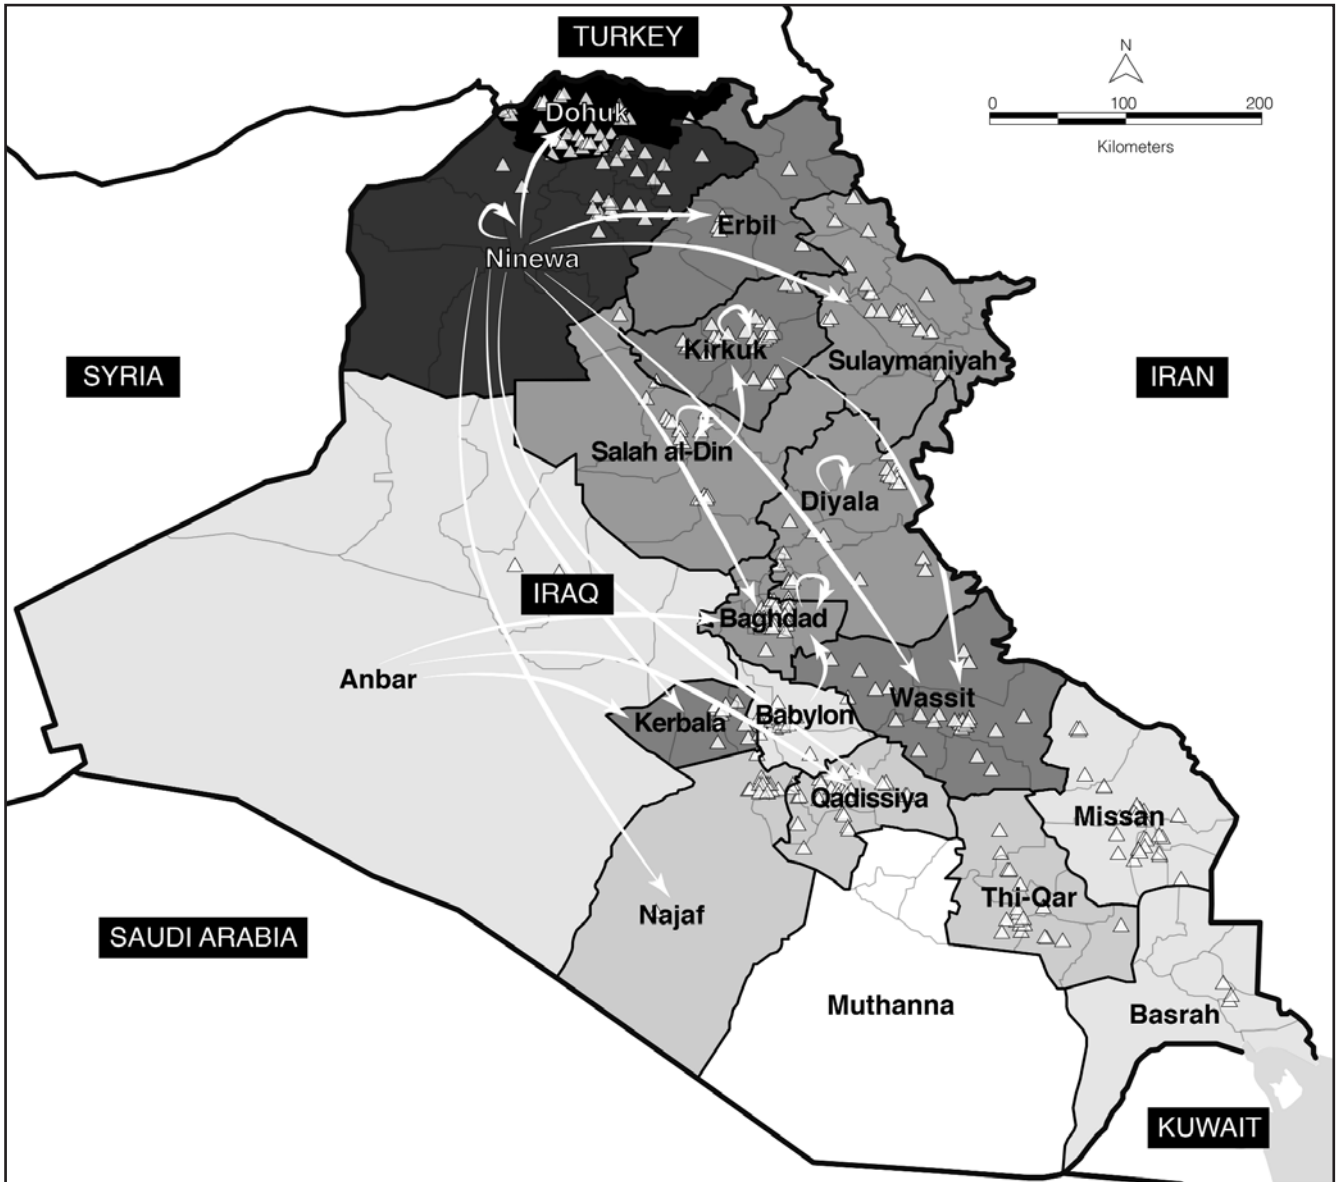 TURKEY
N
0 100 200
Kilometers
Dohuk
Erbil
Ninewa
Kirkuk
Sulaymaniyah
SYRIA
IRAN
Salah al-Din
Diyala
IRAQ
Baghdad
Anbar
Wassit
Kerbala
Babylon
Qadissiya
Missan
Thi-Qar
Najaf
SAUDI ARABIA
Muthanna
Basrah
KUWAIT